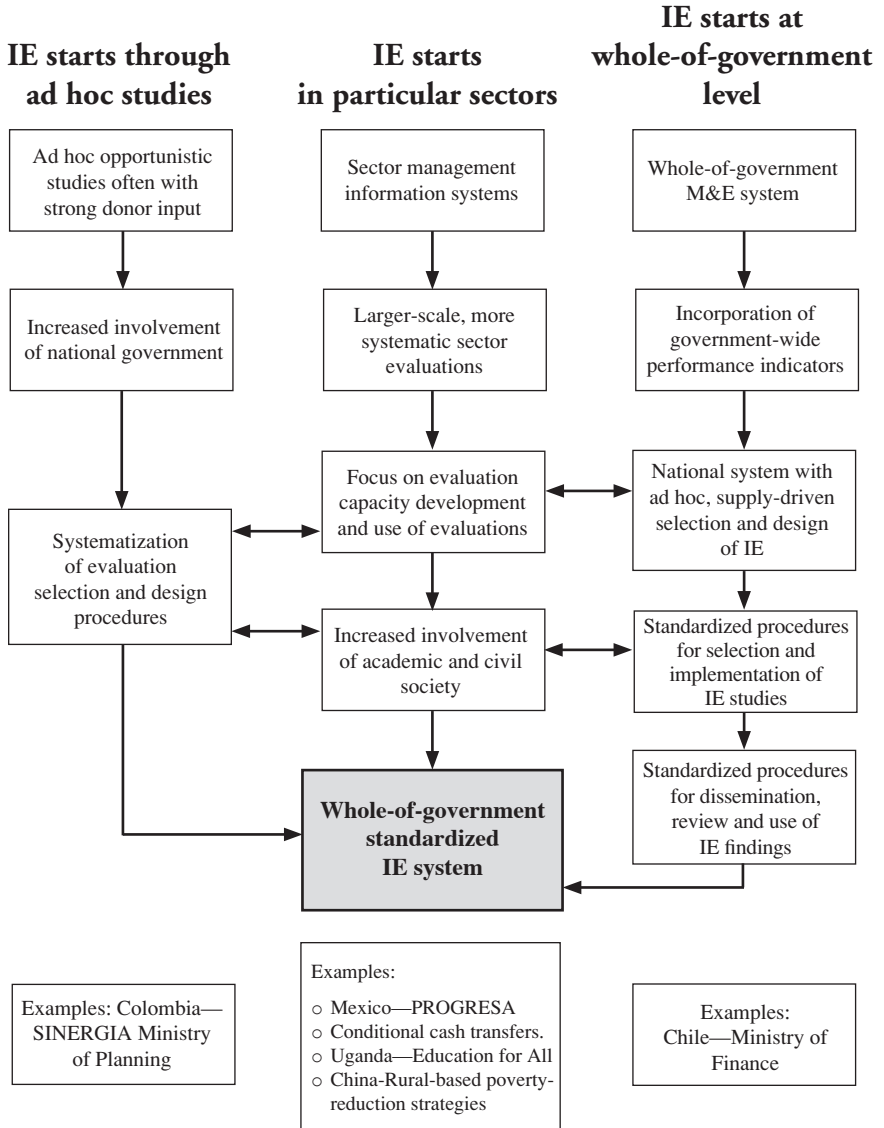 IE starts through
ad hoc studies
IE starts
in particular sectors
IE starts at
whole-of-government
level
Ad hoc opportunistic
studies often with
strong donor input
Sector management
information systems
Whole-of-government
M&E system
Increased involvement
of national government
Larger-scale, more
systematic sector
evaluations
Incorporation of
government-wide
performance indicators
Focus on evaluation
capacity development
and use of evaluations
National system with
ad hoc, supply-driven
selection and design
of IE
Systematization
of evaluation
selection and design
procedures
Increased involvement
of academic and civil
society
Standardized procedures
for selection and
implementation of
IE studies
Whole-of-government
standardized
IE system
Standardized procedures
for dissemination,
review and use of
IE findings
Examples: Colombia—
SINERGIA Ministry
of Planning
Examples:
○ Mexico—PROGRESA
○ Conditional cash transfers.
○ Uganda—Education for All
○ China-Rural-based poverty-
reduction strategies
Examples:
Chile—Ministry of
Finance